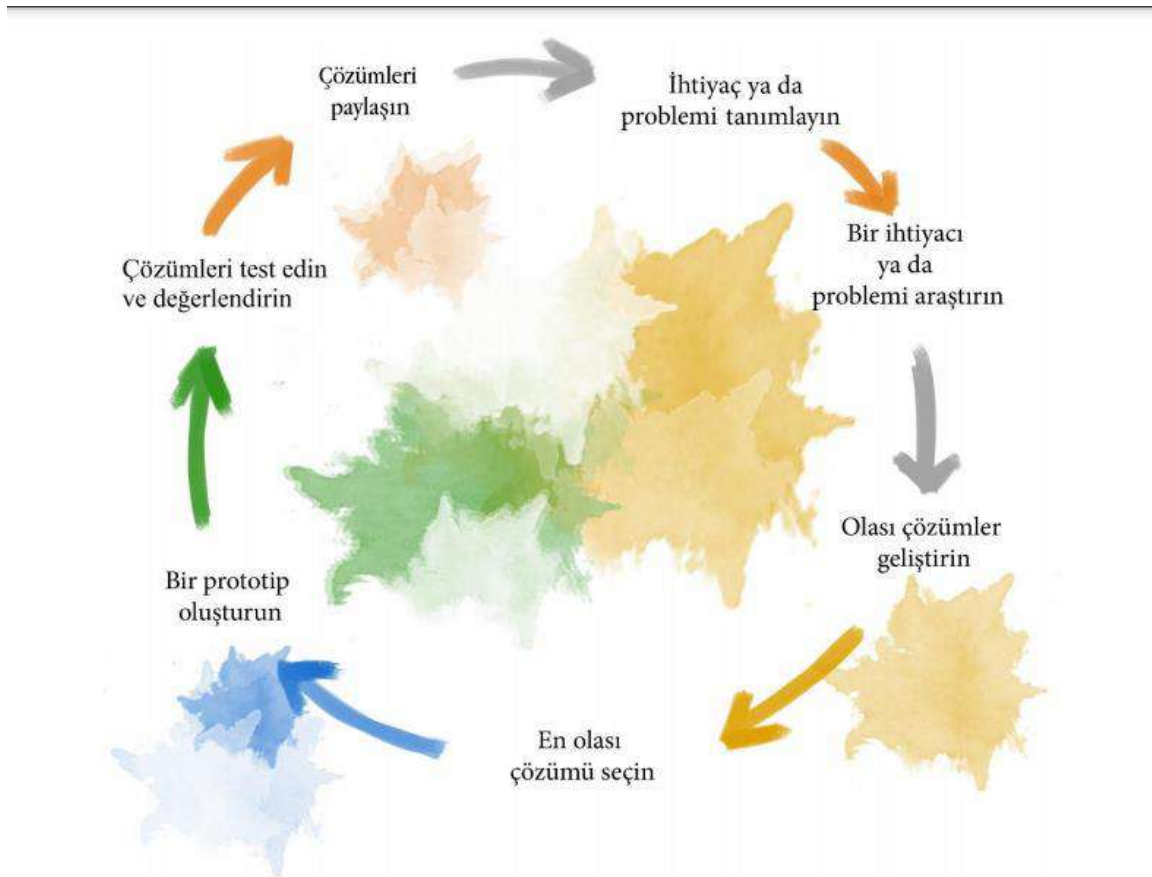 Çözümleri
paylaşın
İhtiyaç ya da
problemi tanımlayın
Bir ihtiyacı
ya da
problemi araştırın
Olası çözümler
geliştirin
En olası
çözümü seçin
Bir prototip
oluşturun
Çözümleri test edin
ve değerlendirin